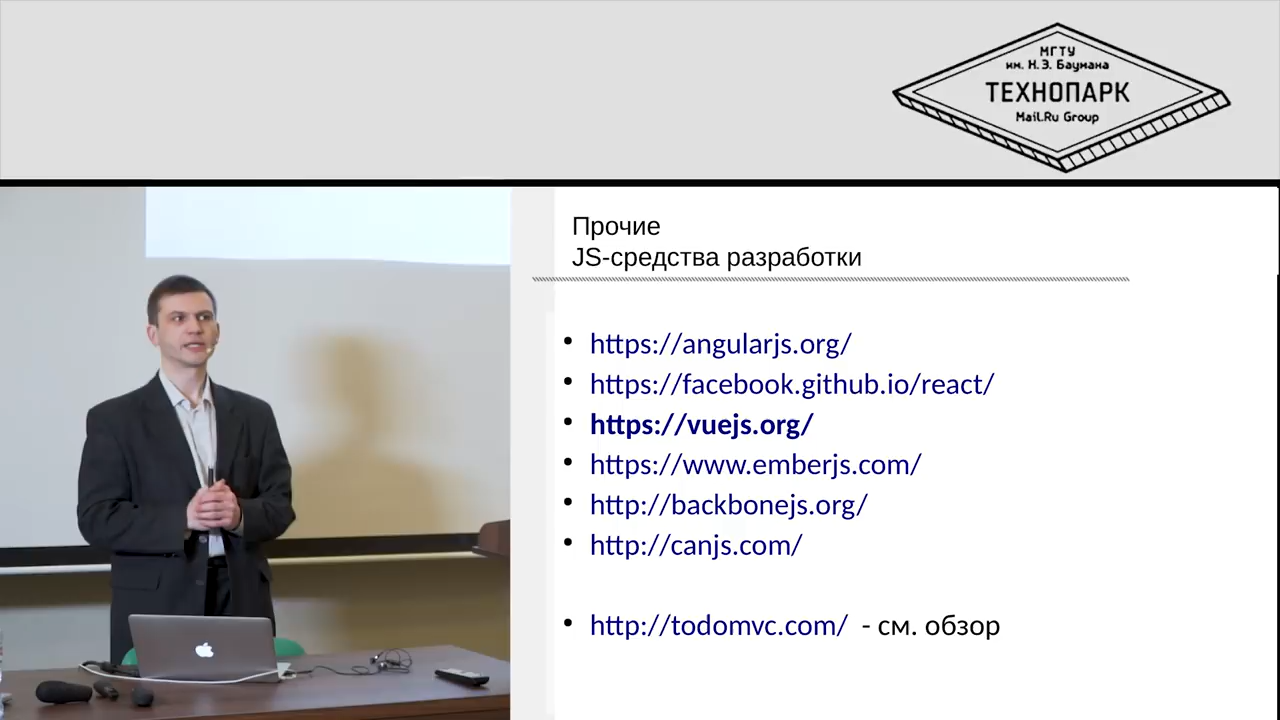 МГТУ
им. Н.Э. Баумана
ТЕХНОПАРК
Mail.Ru Group
Прочие
JS-средства разработки
https://angularjs.org/
https://facebook.github.io/react/
https://vuejs.org/
https://www.emberjs.com/
http://backbonejs.org/
http://canjs.com/
http://todomvc.com/ - см. обзор